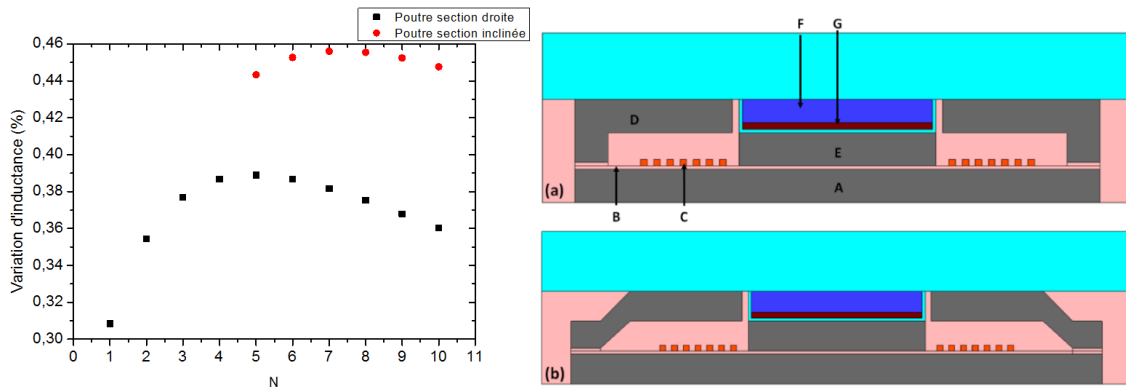 Poutre section droite
Poutre section inclinée
Variation d'inductance (%)
0,46
0,44
0,42
0,40
0,38
0,36
0,34
0,32
0,30
0 1 2 3 4 5 6 7 8 9 10 11
N
F G
D
E
(a) A
B C
(b)